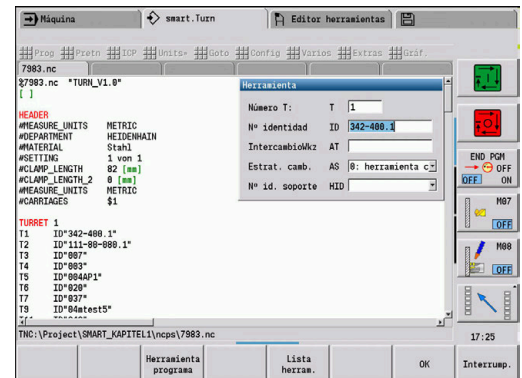 Máquina smart.Turn Editor herramientas
Prog Pretn ICP Units» Goto Config Varios Extras Gráf.
7983.nc
%7983.nc "TURN_V1.0"
[ ]
HEADER
#MEASURE_UNITS METRIC
#DEPARTMENT HEIDENHAIN
#MATERIAL Stahl
#SETTING 1 von 1
#CLAMP_LENGTH 82 [mm]
#CLAMP_LENGTH_2 0 [mm]
#MEASURE_UNITS METRIC
#CARRIAGES $1
TURRET 1
T1 ID"342-400.1"
T2 ID"111-80-080.1"
T3 ID"007"
T4 ID"003"
T5 ID"004AP1"
T6 ID"020"
T7 ID"037"
T9 ID"04mtest5"
Herramienta
Número T: T 1
Nº identidad ID 342-400.1
IntercambioWkz AT
Estrat. camb. AS 0: herramienta c
Nº id. soporte HID
END PGM
OFF
OFF ON
M07
OFF
M08
OFF
TNC:\Project\SMART_KAPITEL1\ncps\7983.nc
17:25
Herramienta programa
Lista herram.
OK
Interrump.